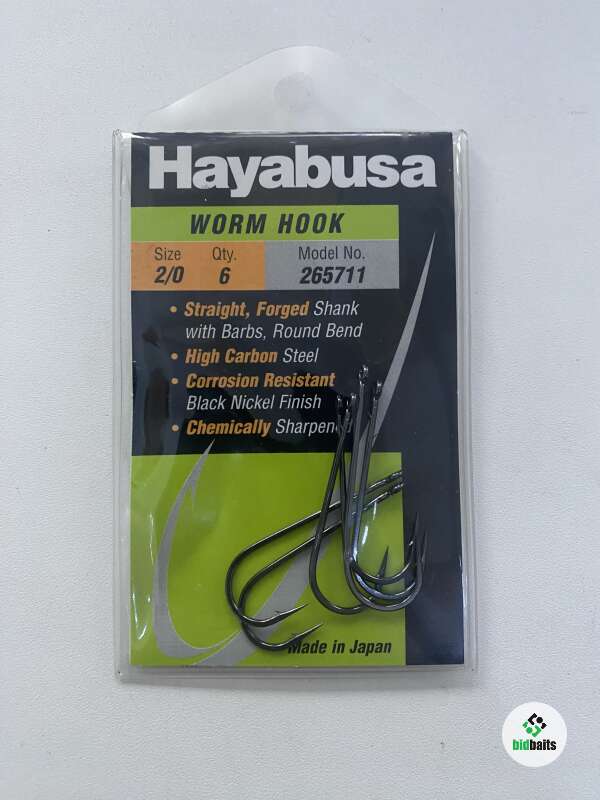 Hayabusa
WORM HOOK
Size Qty. Model No.
2/0 6 265711
• Straight, Forged Shank
with Barbs, Round Bend
• High Carbon Steel
• Corrosion Resistant
Black Nickel Finish
• Chemically Sharpened
Made in Japan
bidbaits